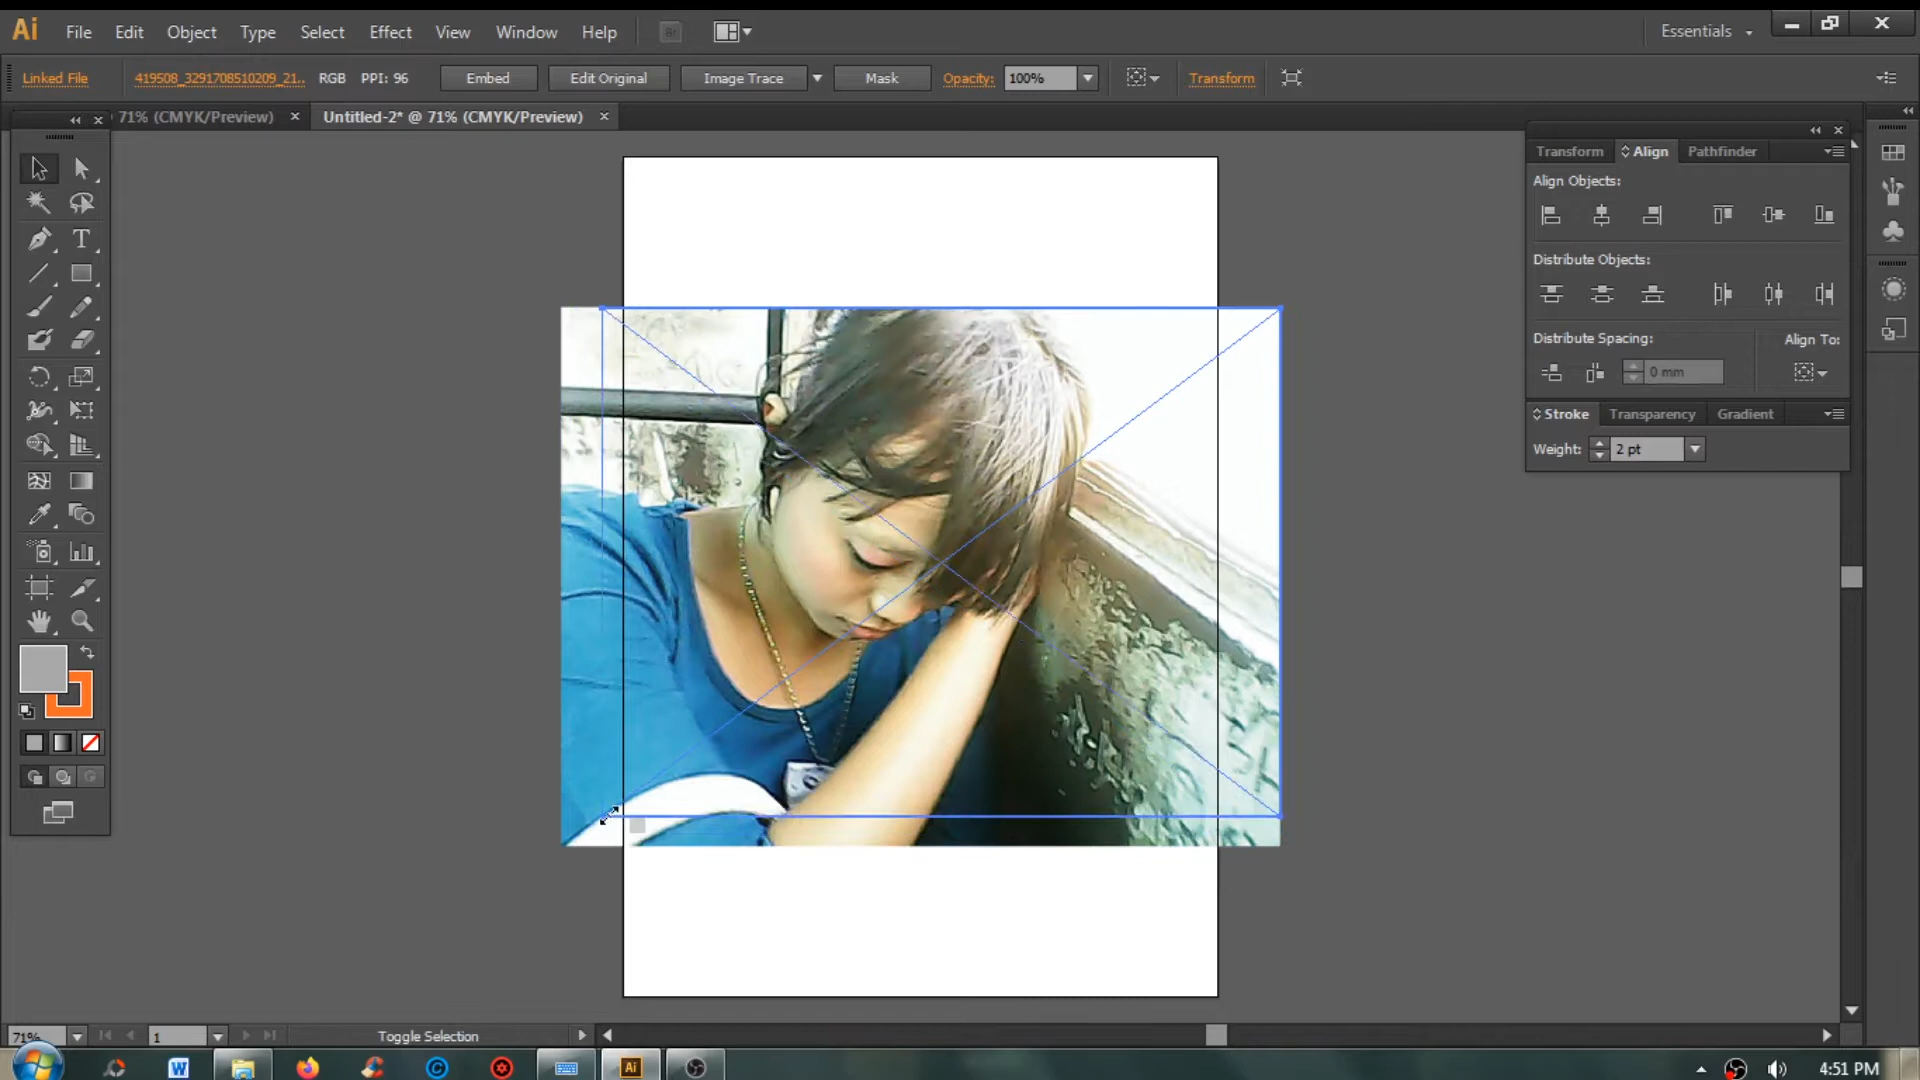 Ai File Edit Object Type Select Effect View Window Help Br Essentials
Linked File 419508_3291708510209_21.. RGB PPI: 96 Embed Edit Original Image Trace Mask Opacity: 100% Transform
71% (CMYK/Preview) Untitled-2* @ 71% (CMYK/Preview)
Transform Align Pathfinder
Align Objects:
Distribute Objects:
Distribute Spacing: Align To:
0 mm
Stroke Transparency Gradient
Weight: 2 pt
71% 1 Toggle Selection
W Ai 4:51 PM